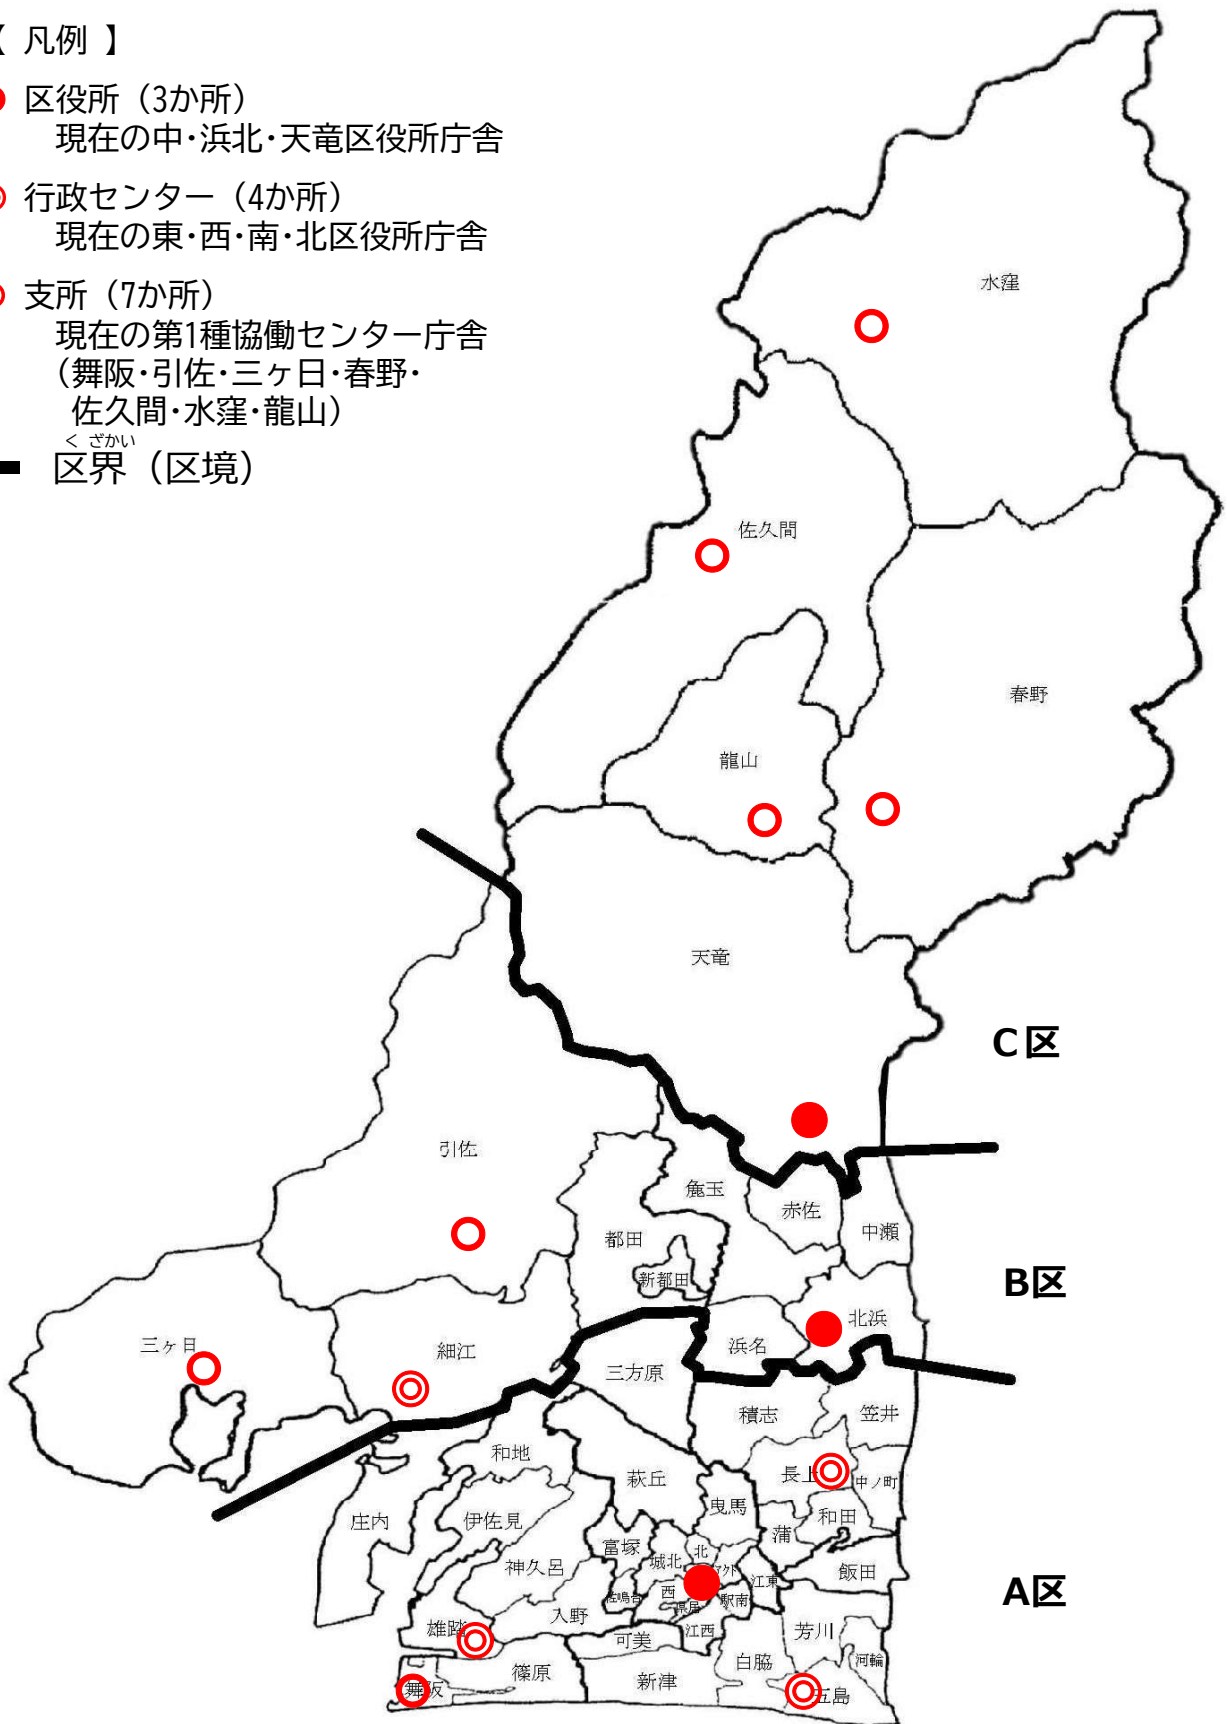 【 凡例 】
区役所（3か所）
現在の中・浜北・天竜区役所庁舎
行政センター（4か所）
現在の東・西・南・北区役所庁舎
支所（7か所）
現在の第1種協働センター庁舎
（舞阪・引佐・三ヶ日・春野・
佐久間・水窪・龍山）
く ざかい
区界（区境）
水窪
佐久間
春野
龍山
天竜
C区
引佐
麁玉
赤佐
中瀬
都田
新都田
B区
北浜
浜名
三ヶ日
細江
三方原
積志
笠井
和地
萩丘
長上
中ノ町
庄内
伊佐見
曳馬
蒲
和田
富塚
城北
北
神久呂
アクト
江東
飯田
A区
佐鳴台
西
県居
駅南
入野
雄踏
可美
江西
芳川
白脇
河輪
篠原
新津
舞阪
五島